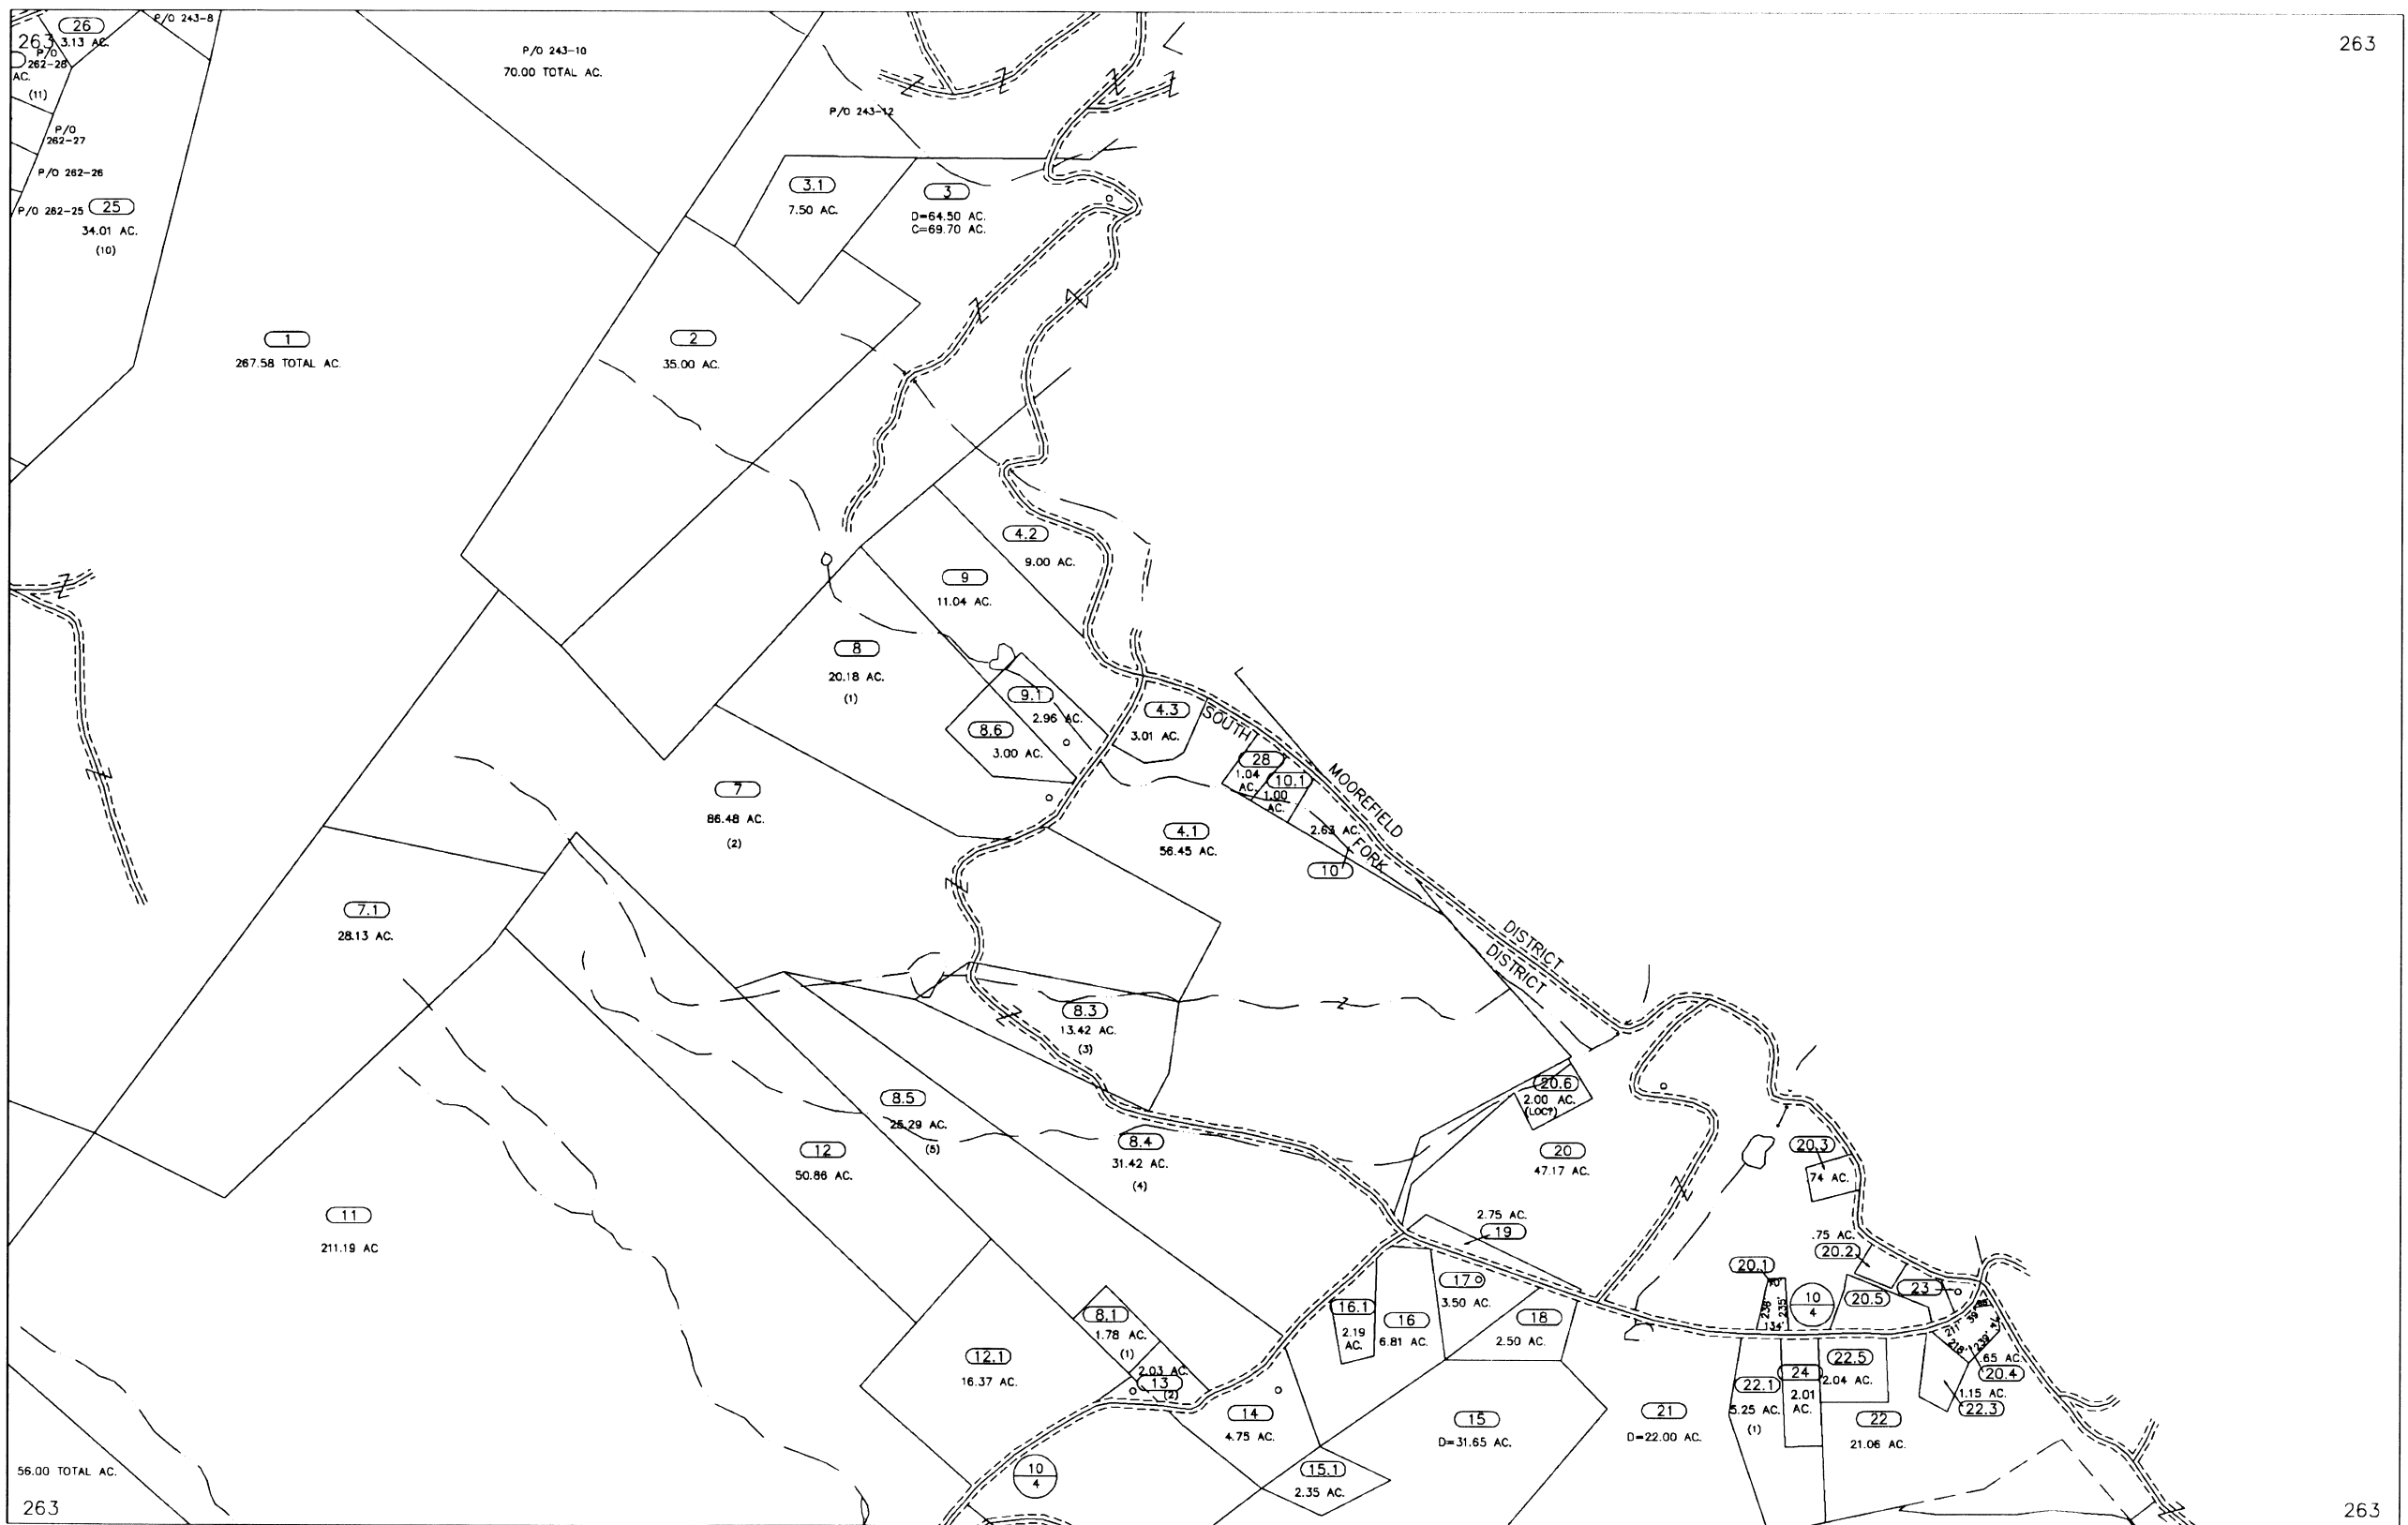 263
26
3.13 AC.
P/O
262-28
AC.
(11)
P/O 243-8
P/O 243-10
70.00 TOTAL AC.
263
P/O 243-12
P/O
262-27
P/O 262-26
P/O 262-25
25
34.01 AC.
(10)
3.1
7.50 AC.
3
D=64.50 AC.
C=69.70 AC.
1
267.58 TOTAL AC.
2
35.00 AC.
4.2
9.00 AC.
9
11.04 AC.
8
20.18 AC.
(1)
9.1
2.96 AC.
8.6
3.00 AC.
4.3
3.01 AC.
SOUTH
FORK
DISTRICT
MOOREFIELD
DISTRICT
28
1.04
AC.
10.1
1.00
AC.
2.63 AC.
10
7
86.48 AC.
(2)
4.1
56.45 AC.
7.1
28.13 AC.
8.3
13.42 AC.
(3)
8.5
25.29 AC.
(5)
12
50.86 AC.
8.4
31.42 AC.
(4)
20.6
2.00 AC.
(LOC?)
20
47.17 AC.
20.3
.74 AC.
11
211.19 AC
2.75 AC.
19
.75 AC.
20.2
20.1
70'
238'
235'
134'
10
4
20.5
23
17
3.50 AC.
16.1
2.19
AC.
16
6.81 AC.
18
2.50 AC.
8.1
1.78 AC.
(1)
2.03 AC.
13
(2)
12.1
16.37 AC.
211'
39'
218'
239'
.65 AC.
20.4
1.15 AC.
22.3
22.5
2.04 AC.
24
2.01
AC.
22.1
5.25 AC.
(1)
14
4.75 AC.
15
D=31.65 AC.
21
D=22.00 AC.
22
21.06 AC.
15.1
2.35 AC.
10
4
56.00 TOTAL AC.
263
263